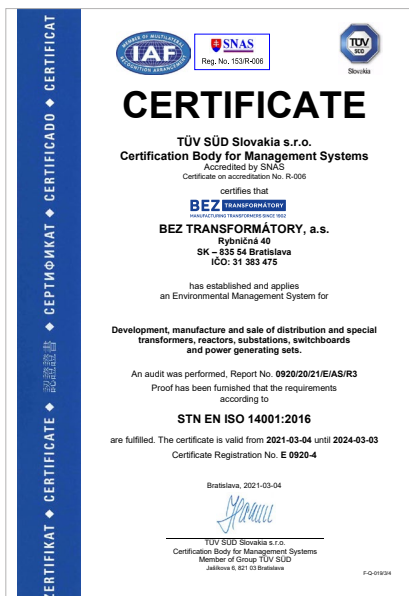 CERTIFICADO ◆ CERTIFICAT
ZERTIFIKAT ◆ CERTIFICATE ◆ 認證證書 ◆ СЕРТИФИКАТ ◆
MEMBER OF MULTILATERAL
IAF
RECOGNITION ARRANGEMENT
SNAS
Reg. No. 153/R-006
TÜV
SÜD
Slovakia
CERTIFICATE
TÜV SÜD Slovakia s.r.o.
Certification Body for Management Systems
Accredited by SNAS
Certificate on accreditation No. R-006
certifies that
BEZ TRANSFORMÁTORY
MANUFACTURING TRANSFORMERS SINCE 1902
BEZ TRANSFORMÁTORY, a.s.
Rybničná 40
SK – 835 54 Bratislava
IČO: 31 383 475
has established and applies
an Environmental Management System for
Development, manufacture and sale of distribution and special
transformers, reactors, substations, switchboards
and power generating sets.
An audit was performed, Report No. 0920/20/21/E/AS/R3
Proof has been furnished that the requirements
according to
STN EN ISO 14001:2016
are fulfilled. The certificate is valid from 2021-03-04 until 2024-03-03
Certificate Registration No. E 0920-4
Bratislava, 2021-03-04
TÜV SÜD Slovakia s.r.o.
Certification Body for Management Systems
Member of Group TÜV SÜD
Jašíkova 6, 821 03 Bratislava
F-Q-019/3/4